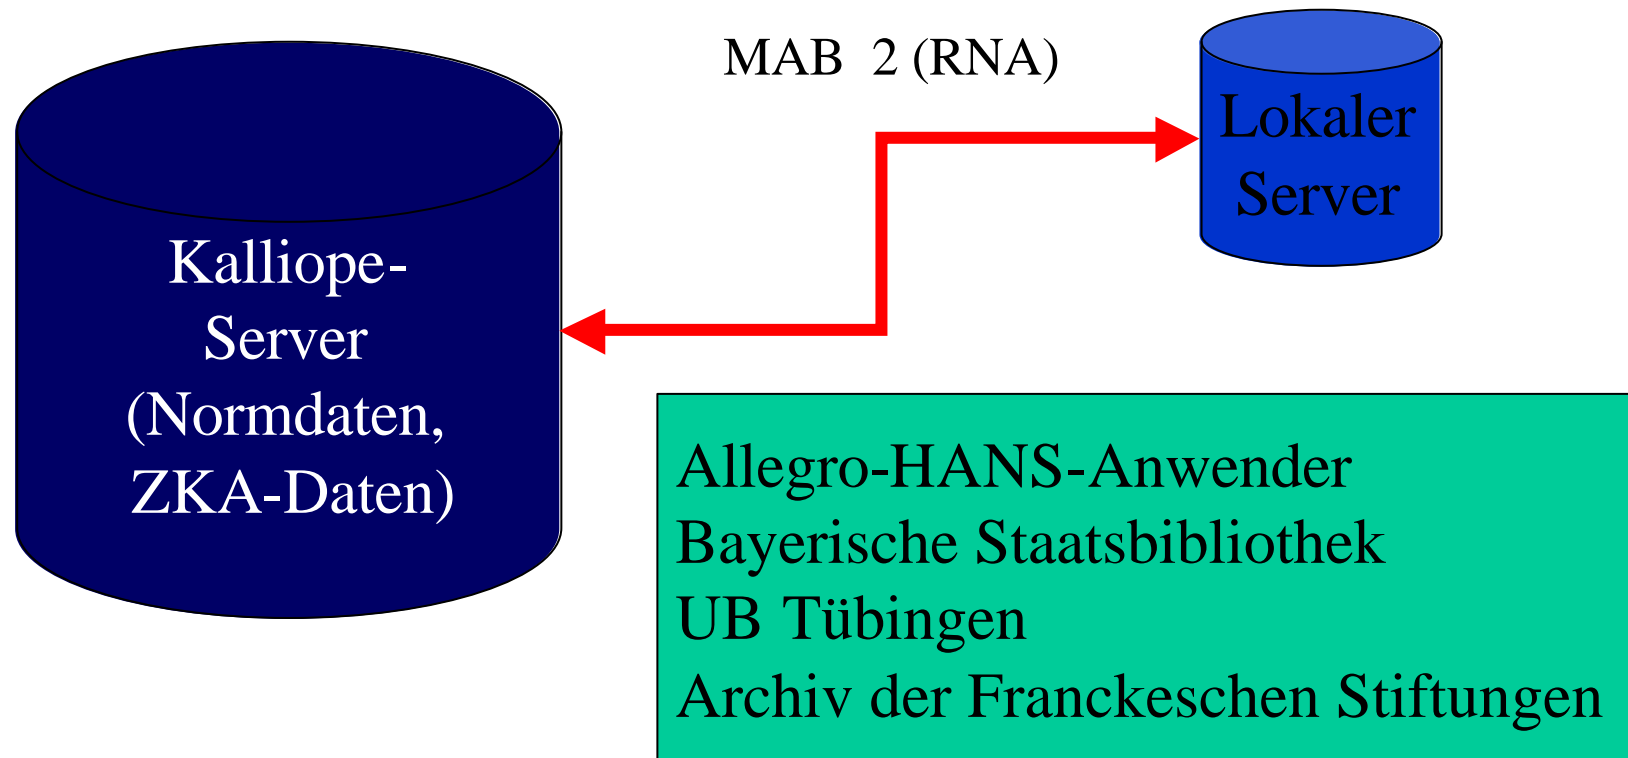 MAB 2 (RNA)
Lokaler
Server
Kalliope-
Server
(Normdaten,
ZKA-Daten)
Allegro-HANS-Anwender
Bayerische Staatsbibliothek
UB Tübingen
Archiv der Franckeschen Stiftungen